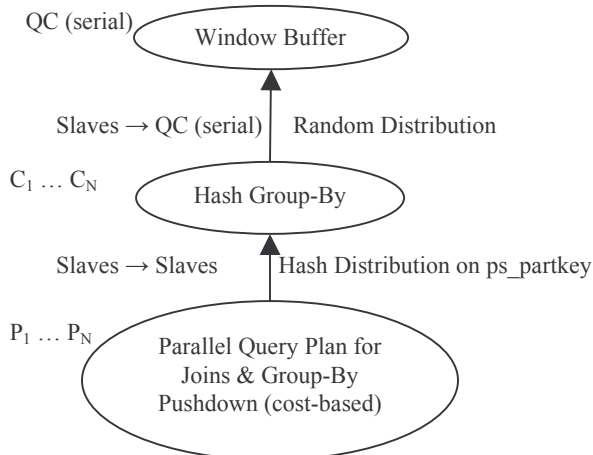 QC (serial)
Window Buffer
Slaves → QC (serial)
Random Distribution
C₁ … Cₙ
Hash Group-By
Slaves → Slaves
Hash Distribution on ps_partkey
P₁ … Pₙ
Parallel Query Plan for
Joins & Group-By
Pushdown (cost-based)